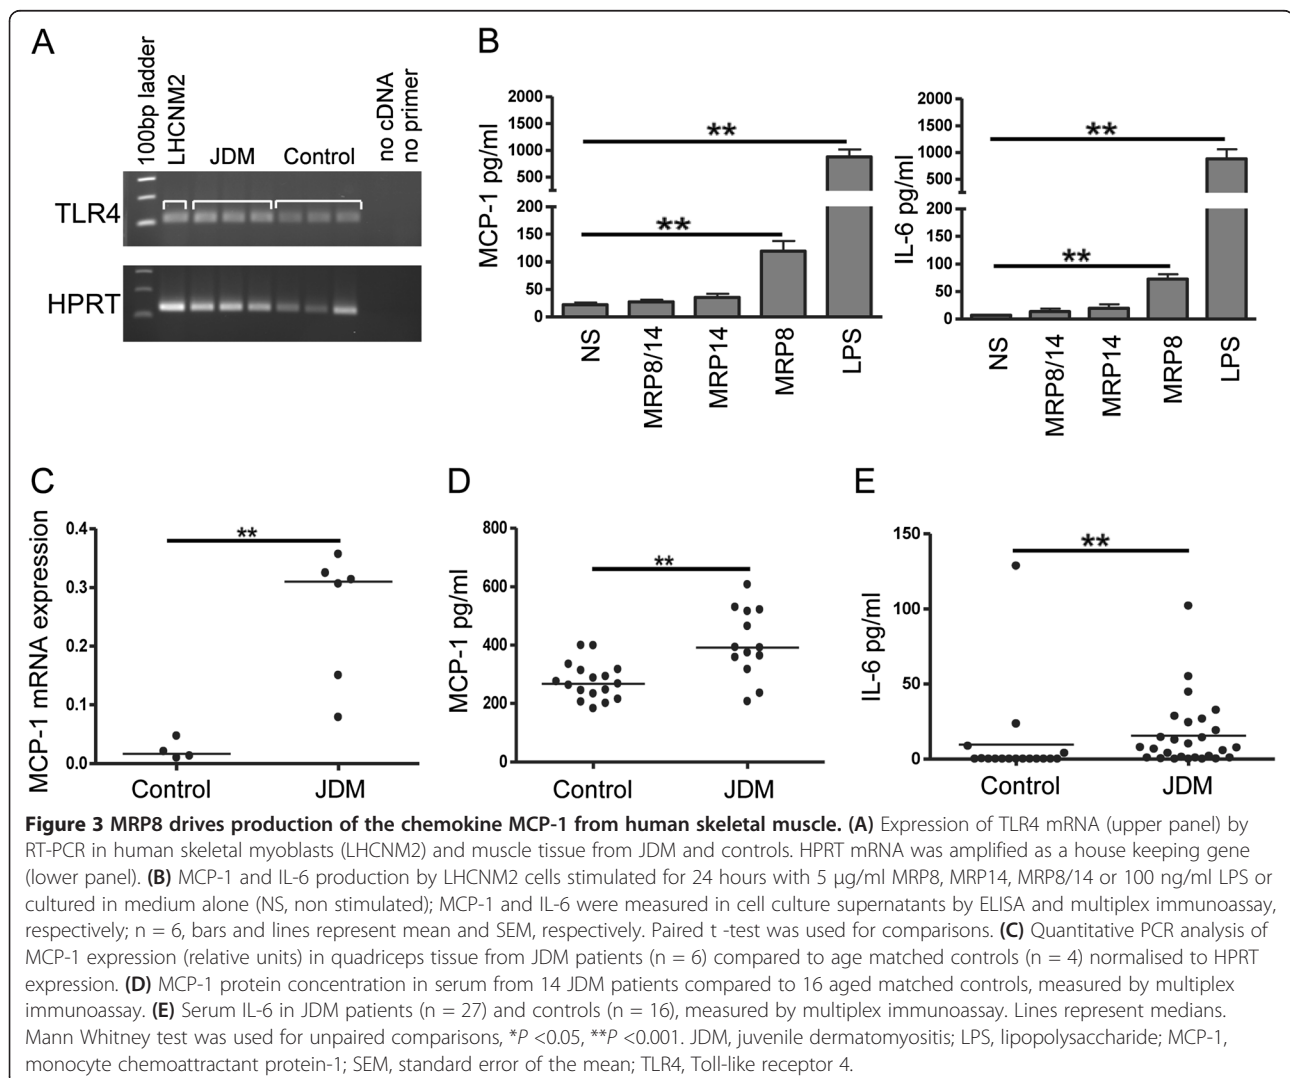 A
100bp ladder
LHCNM2
JDM
Control
no cDNA
no primer
TLR4
HPRT
B
MCP-1 pg/ml
2000
1500
1000
500
200
150
100
50
0
**
**
NS
MRP8/14
MRP14
MRP8
LPS
IL-6 pg/ml
2000
1500
1000
500
200
150
100
50
0
**
**
NS
MRP8/14
MRP14
MRP8
LPS
C
MCP-1 mRNA expression
0.4
0.3
0.2
0.1
0.0
**
Control
JDM
D
MCP-1 pg/ml
800
600
400
200
0
**
Control
JDM
E
IL-6 pg/ml
150
100
50
0
**
Control
JDM
Figure 3 MRP8 drives production of the chemokine MCP-1 from human skeletal muscle. (A) Expression of TLR4 mRNA (upper panel) by
RT-PCR in human skeletal myoblasts (LHCNM2) and muscle tissue from JDM and controls. HPRT mRNA was amplified as a house keeping gene
(lower panel). (B) MCP-1 and IL-6 production by LHCNM2 cells stimulated for 24 hours with 5 μg/ml MRP8, MRP14, MRP8/14 or 100 ng/ml LPS or
cultured in medium alone (NS, non stimulated); MCP-1 and IL-6 were measured in cell culture supernatants by ELISA and multiplex immunoassay,
respectively; n = 6, bars and lines represent mean and SEM, respectively. Paired t -test was used for comparisons. (C) Quantitative PCR analysis of
MCP-1 expression (relative units) in quadriceps tissue from JDM patients (n = 6) compared to age matched controls (n = 4) normalised to HPRT
expression. (D) MCP-1 protein concentration in serum from 14 JDM patients compared to 16 aged matched controls, measured by multiplex
immunoassay. (E) Serum IL-6 in JDM patients (n = 27) and controls (n = 16), measured by multiplex immunoassay. Lines represent medians.
Mann Whitney test was used for unpaired comparisons, *P <0.05, **P <0.001. JDM, juvenile dermatomyositis; LPS, lipopolysaccharide; MCP-1,
monocyte chemoattractant protein-1; SEM, standard error of the mean; TLR4, Toll-like receptor 4.